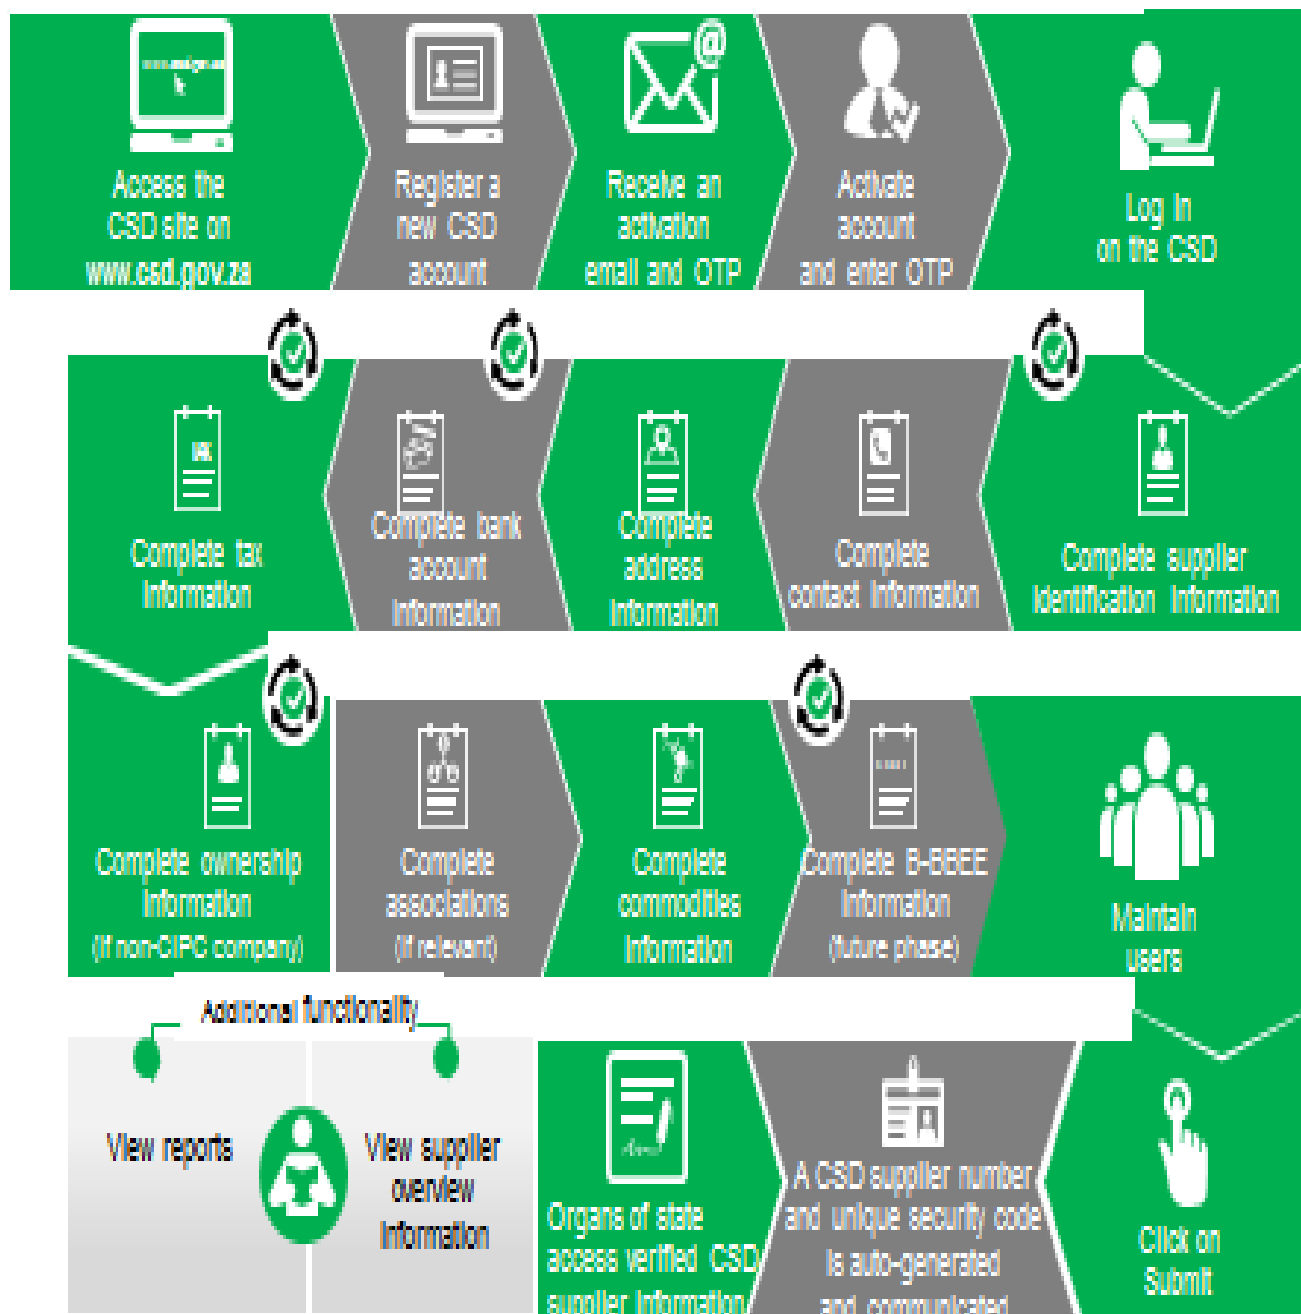 Access the
CSD site on
www.csd.gov.za
Register a
new CSD
account
Receive an
activation
email and OTP
@
Activate
account
and enter OTP
Log in
on the CSD
Complete supplier
identification information
Complete
contact information
Complete
address
information
Complete bank
account
information
Complete tax
information
Complete ownership
information
(if non-CIPC company)
Complete
associations
(if relevant)
Complete
commodities
information
Complete B-BBEE
information
(future phase)
Maintain
users
Click on
Submit
A CSD supplier number
and unique security code
is auto-generated
and communicated
Organs of state
access verified CSD
supplier information
Additional functionality
View reports
View supplier
overview
information